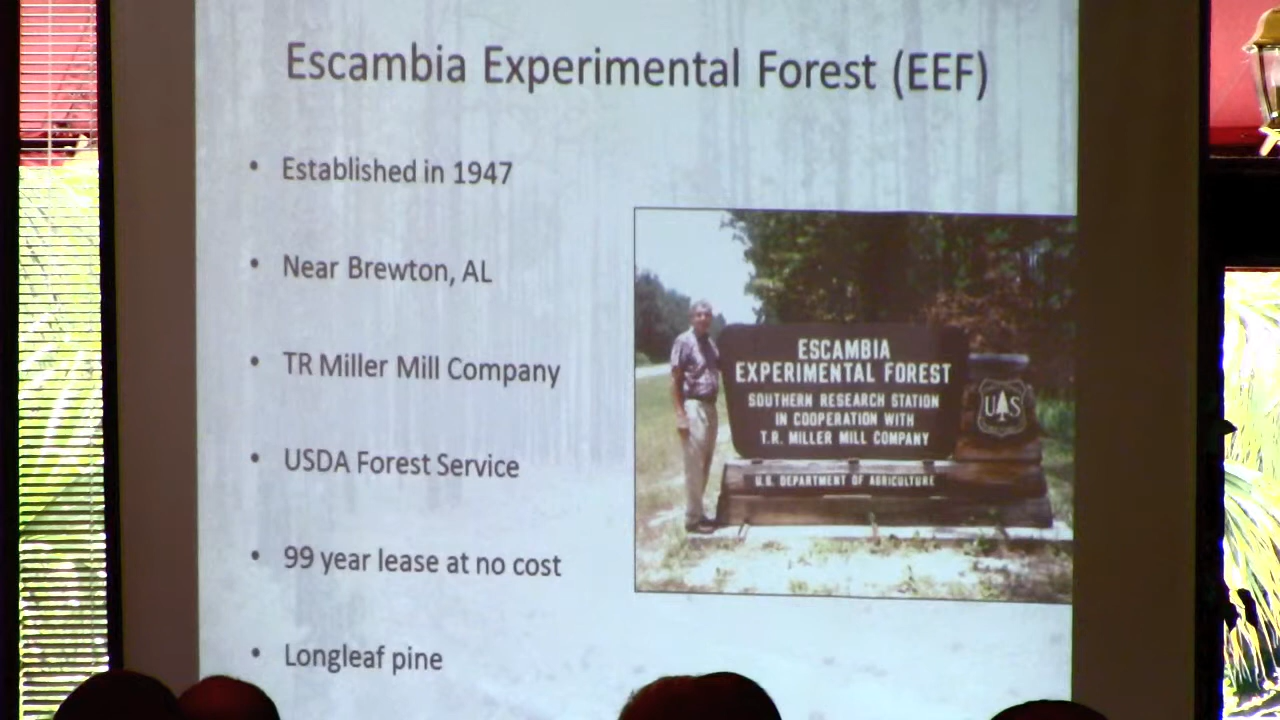 Escambia Experimental Forest (EEF)
• Established in 1947
• Near Brewton, AL
• TR Miller Mill Company
• USDA Forest Service
• 99 year lease at no cost
• Longleaf pine
ESCAMBIA
EXPERIMENTAL FOREST
SOUTHERN RESEARCH STATION
IN COOPERATION WITH
T.R. MILLER MILL COMPANY
U.S. DEPARTMENT OF AGRICULTURE
U S